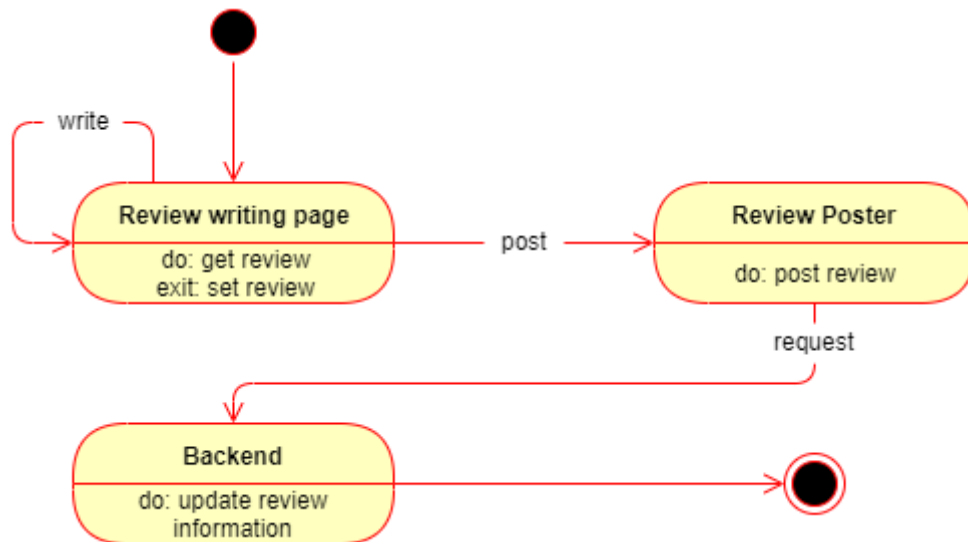 write
Review writing page
do: get review
exit: set review
post
Review Poster
do: post review
request
Backend
do: update review
information